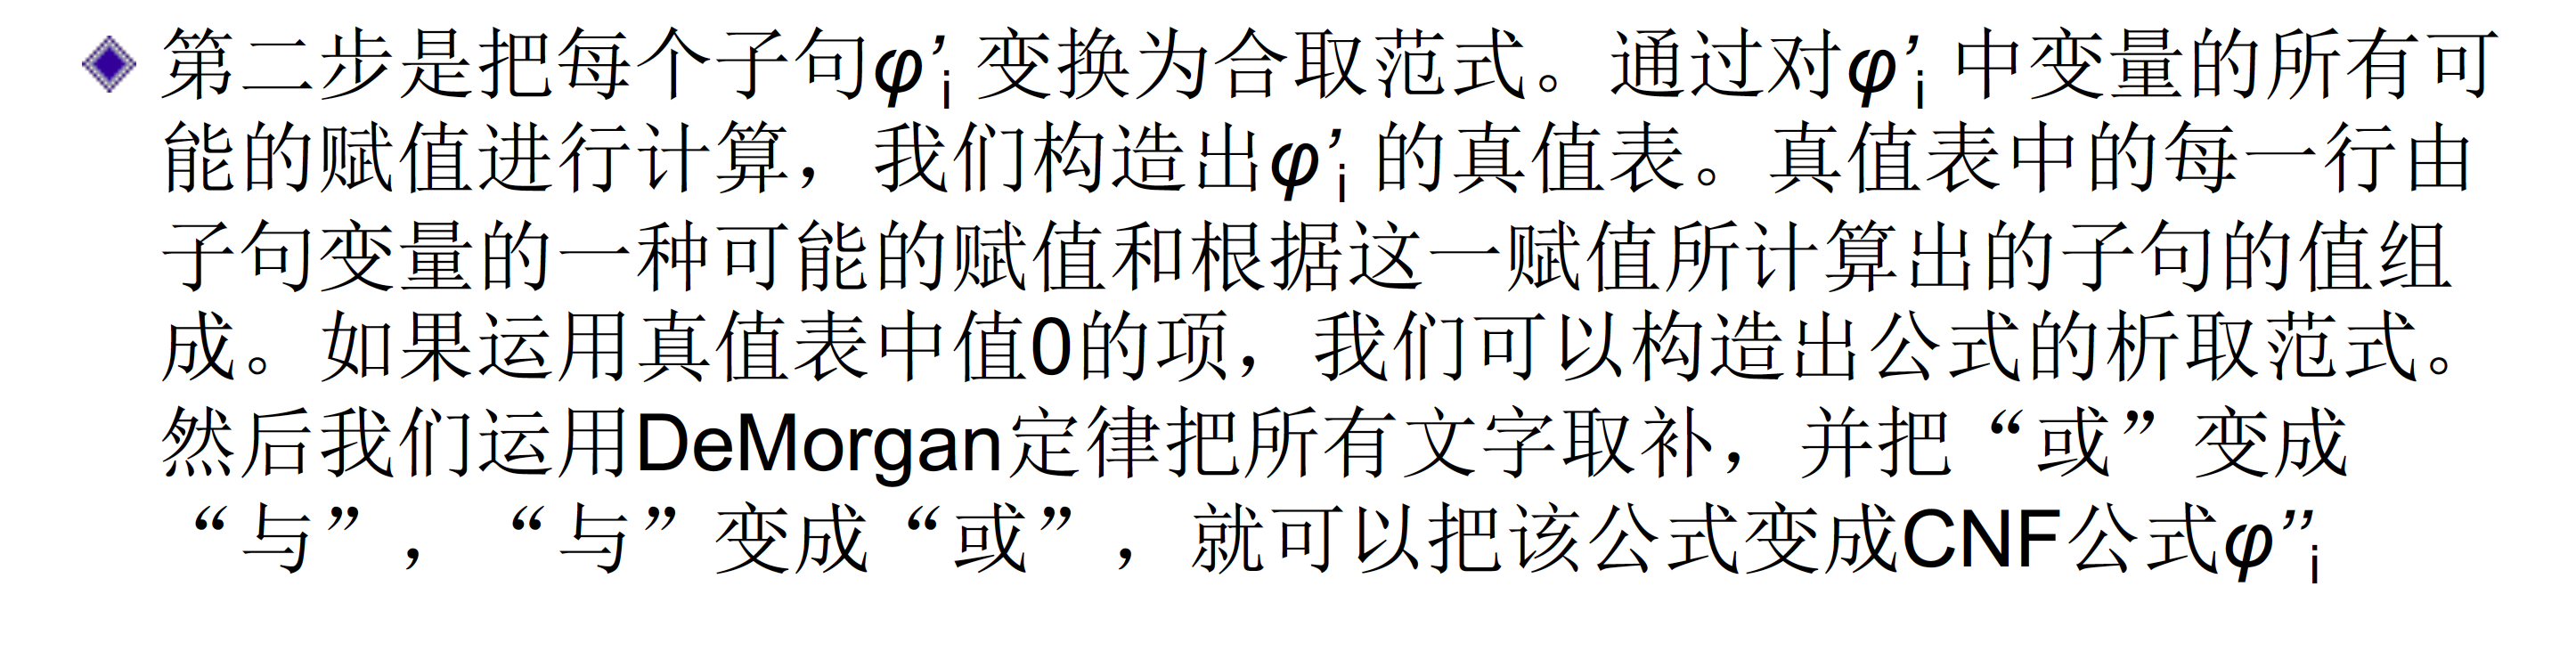 第二步是把每个子句φ’i 变换为合取范式。通过对φ’i 中变量的所有可
能的赋值进行计算，我们构造出φ’i 的真值表。真值表中的每一行由
子句变量的一种可能的赋值和根据这一赋值所计算出的子句的值组
成。如果运用真值表中值0的项，我们可以构造出公式的析取范式。
然后我们运用DeMorgan定律把所有文字取补，并把“或”变成
“与”，“与”变成“或”，就可以把该公式变成CNF公式φ’’i